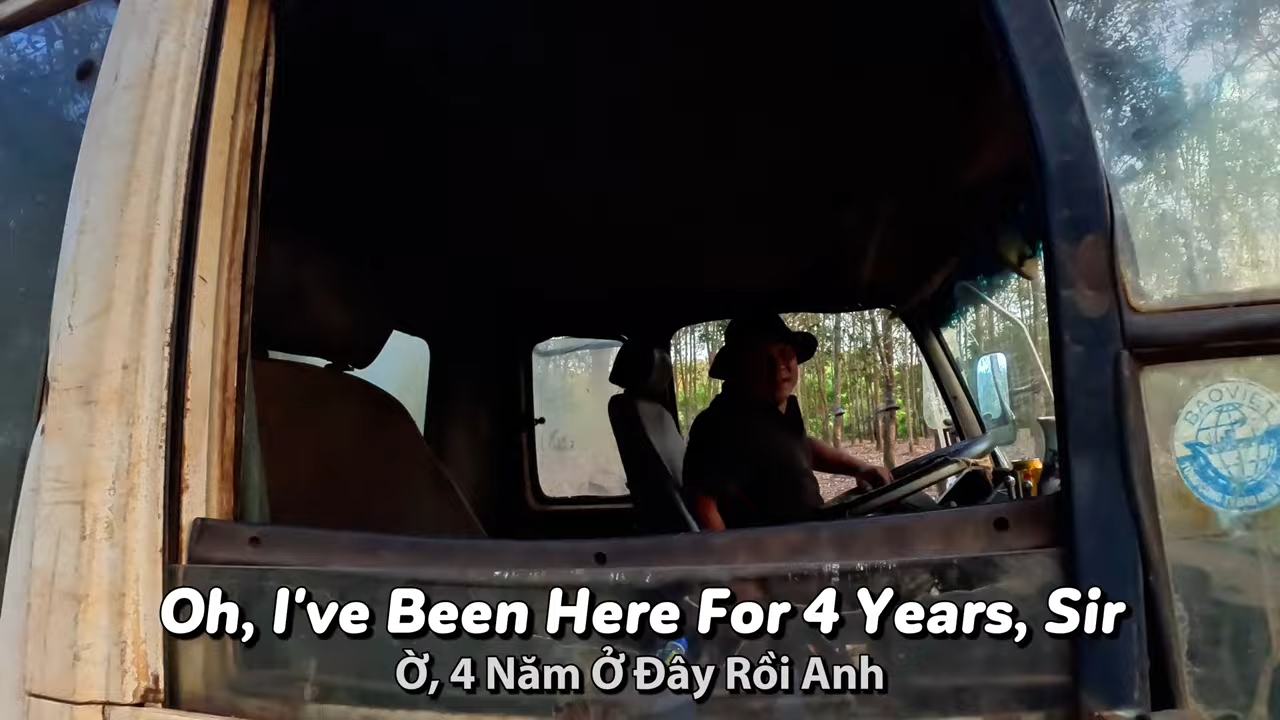 BAOVIET
Oh, I've Been Here For 4 Years, Sir
Ờ, 4 Năm Ở Đây Rồi Anh